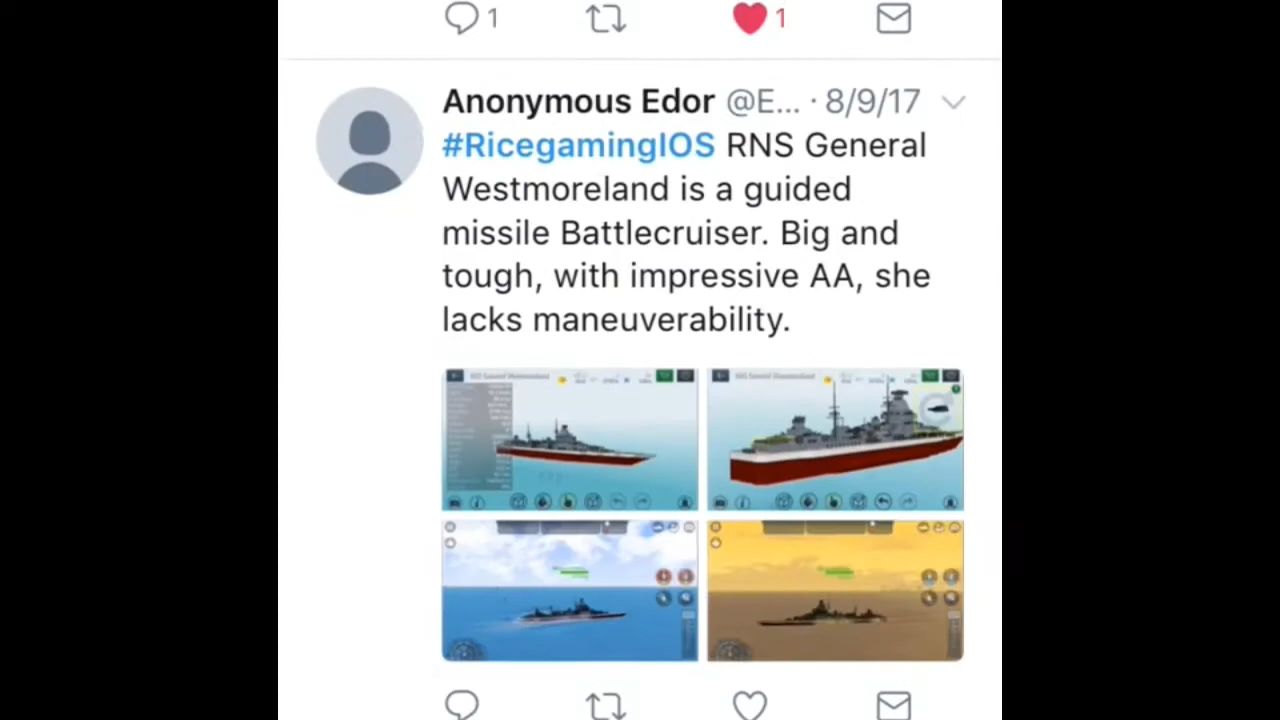 1
1
Anonymous Edor @E... · 8/9/17
#RicegamingIOS RNS General
Westmoreland is a guided
missile Battlecruiser. Big and
tough, with impressive AA, she
lacks maneuverability.